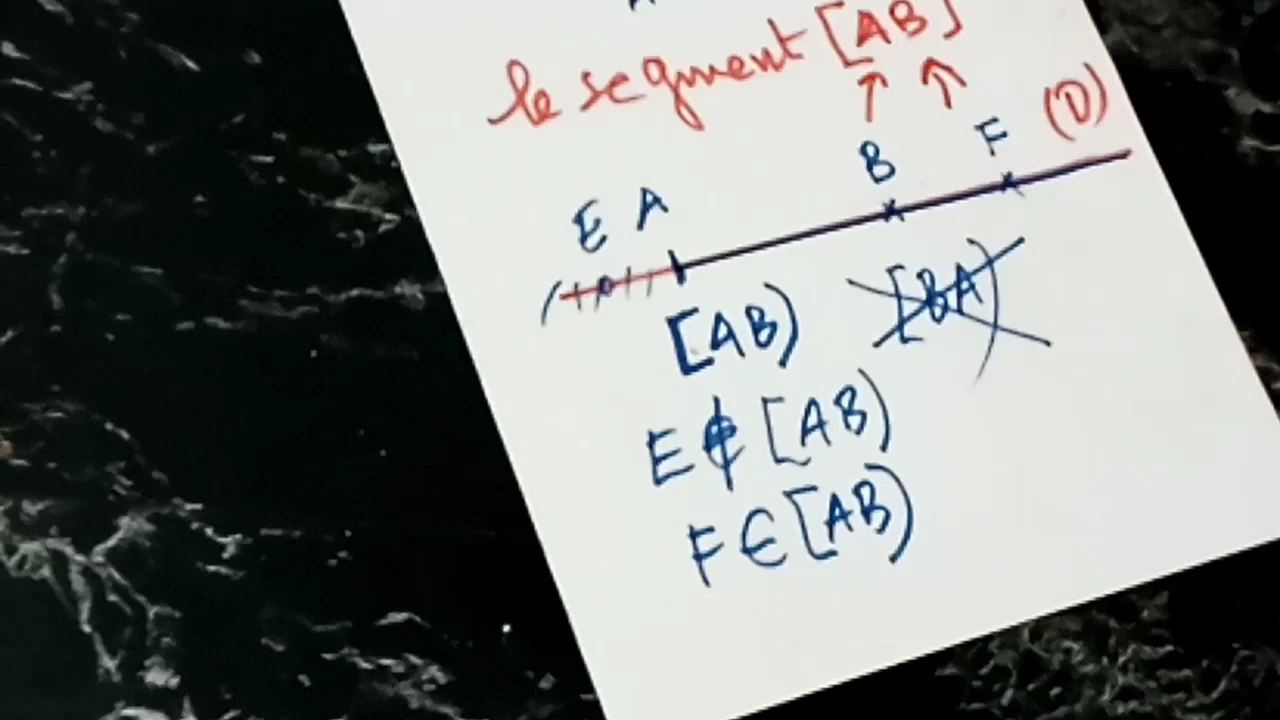 le segment [AB]
↑ ↑
E A B F (D)
[AB) [BA)
E ∉ [AB)
F ∈ [AB)